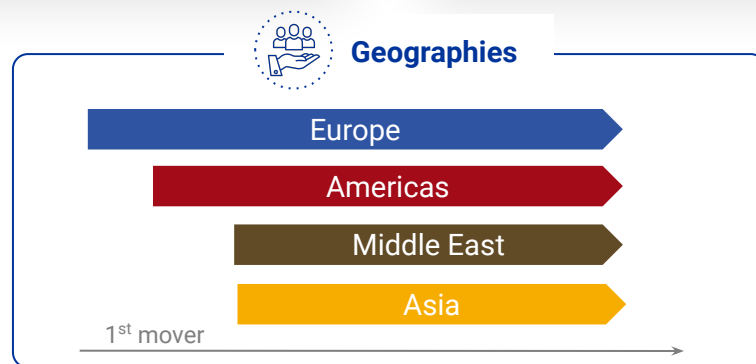 Geographies
Europe
Americas
Middle East
Asia
1st mover